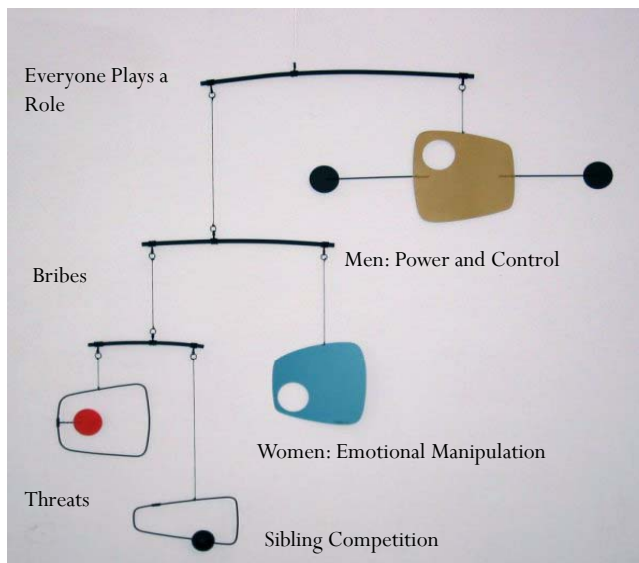 Everyone Plays a
Role
Men: Power and Control
Bribes
Women: Emotional Manipulation
Threats
Sibling Competition